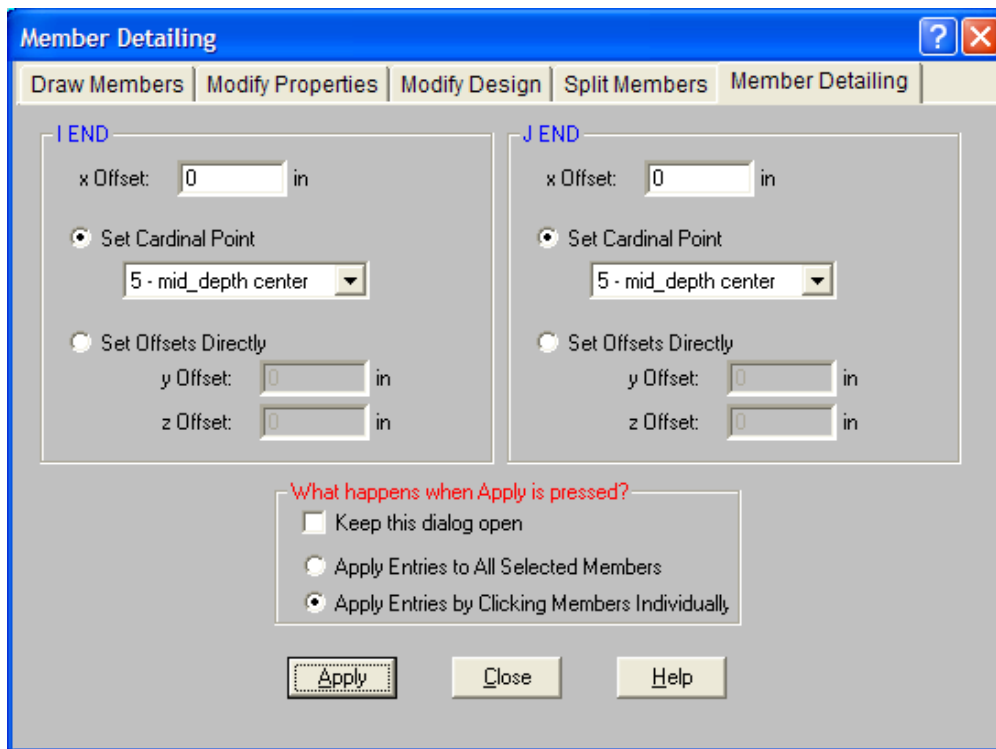 Member Detailing
Draw Members Modify Properties Modify Design Split Members Member Detailing
I END
x Offset: 0 in
Set Cardinal Point
5 - mid_depth center
Set Offsets Directly
y Offset: 0 in
z Offset: 0 in
J END
x Offset: 0 in
Set Cardinal Point
5 - mid_depth center
Set Offsets Directly
y Offset: 0 in
z Offset: 0 in
What happens when Apply is pressed?
Keep this dialog open
Apply Entries to All Selected Members
Apply Entries by Clicking Members Individually
Apply Close Help